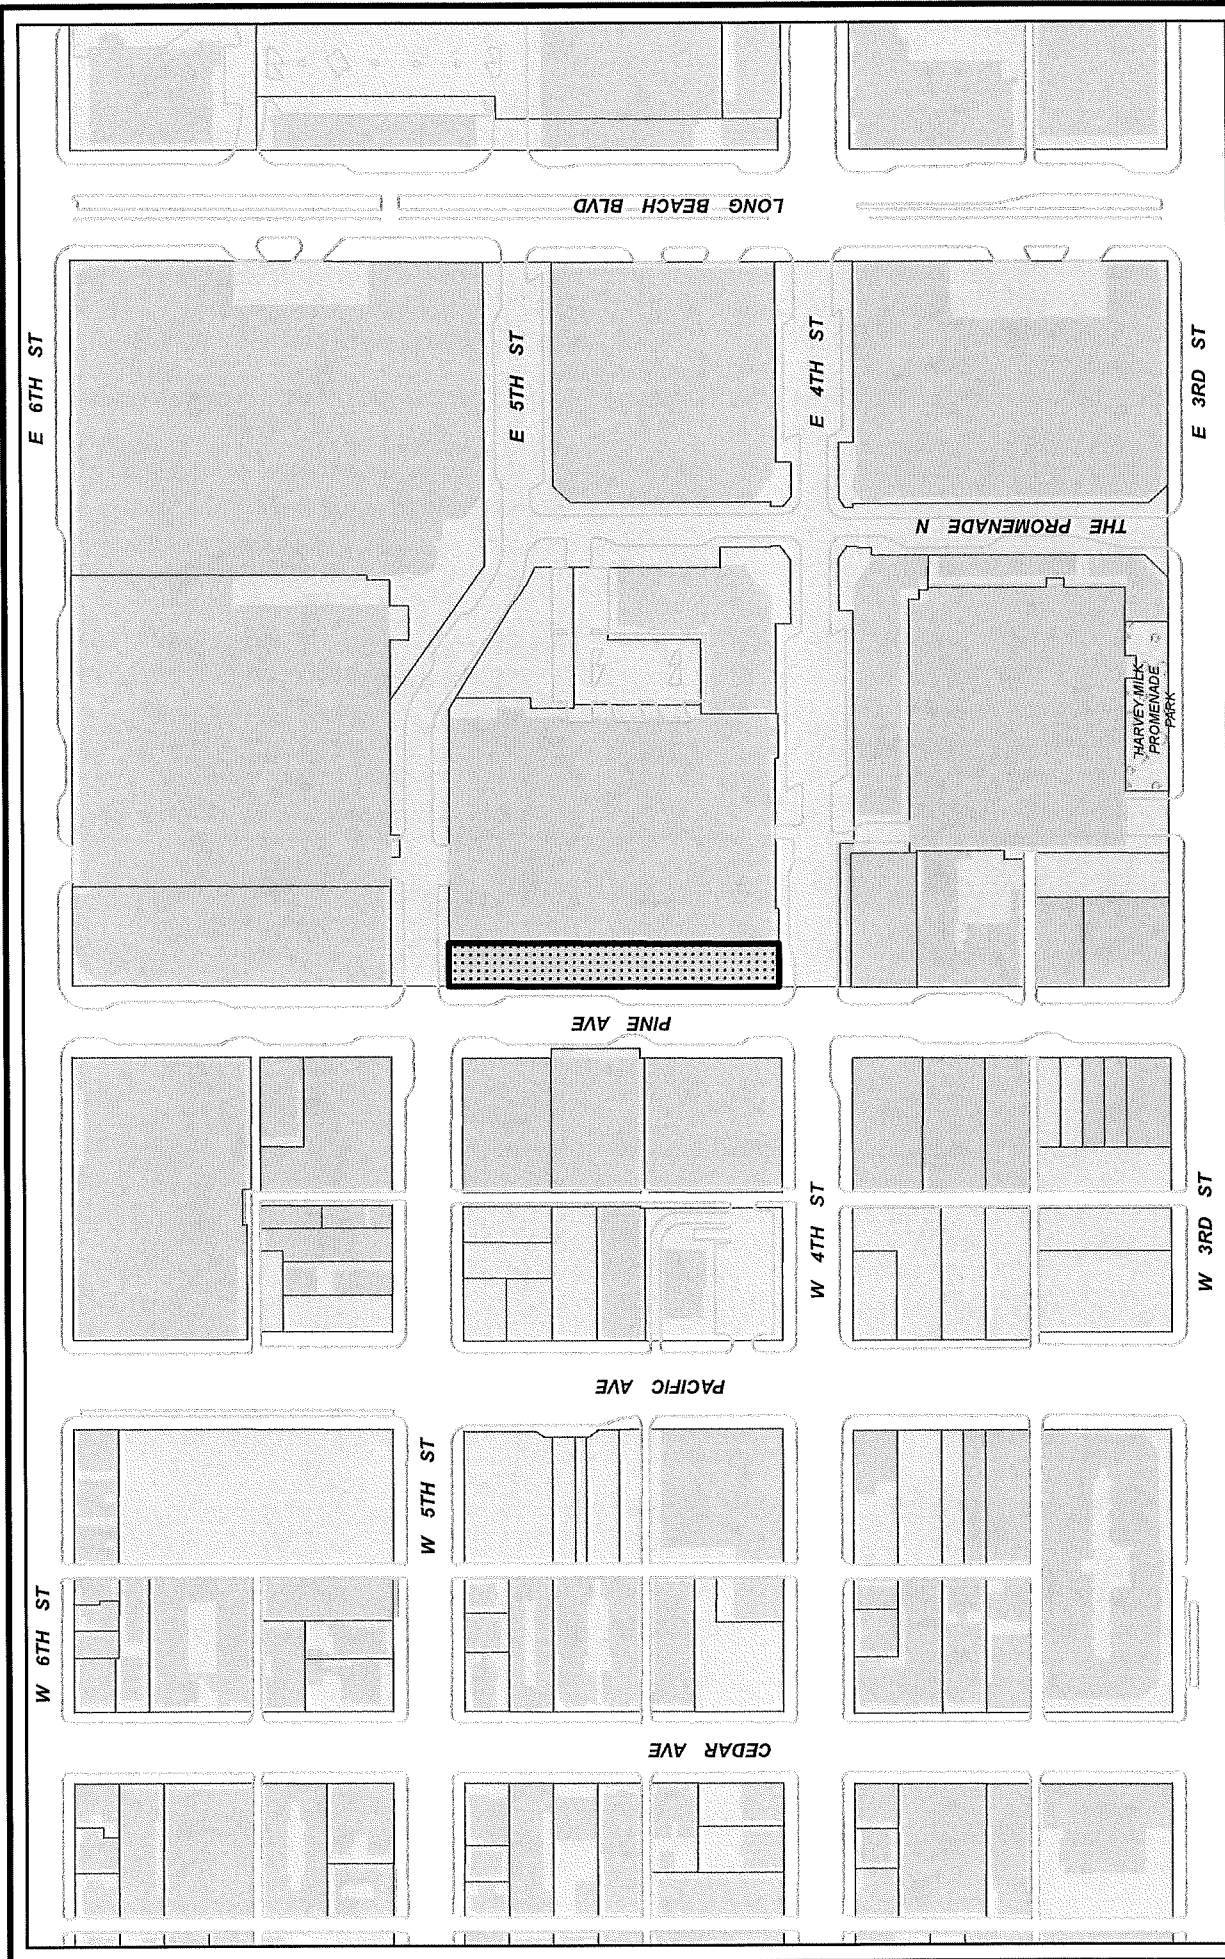 LONG BEACH BLVD
E 6TH ST
E 5TH ST
E 4TH ST
E 3RD ST
THE PROMENADE N
HARVEY MILK
PROMENADE
PARK
PINE AVE
W 4TH ST
W 3RD ST
PACIFIC AVE
W 5TH ST
W 6TH ST
CEDAR AVE